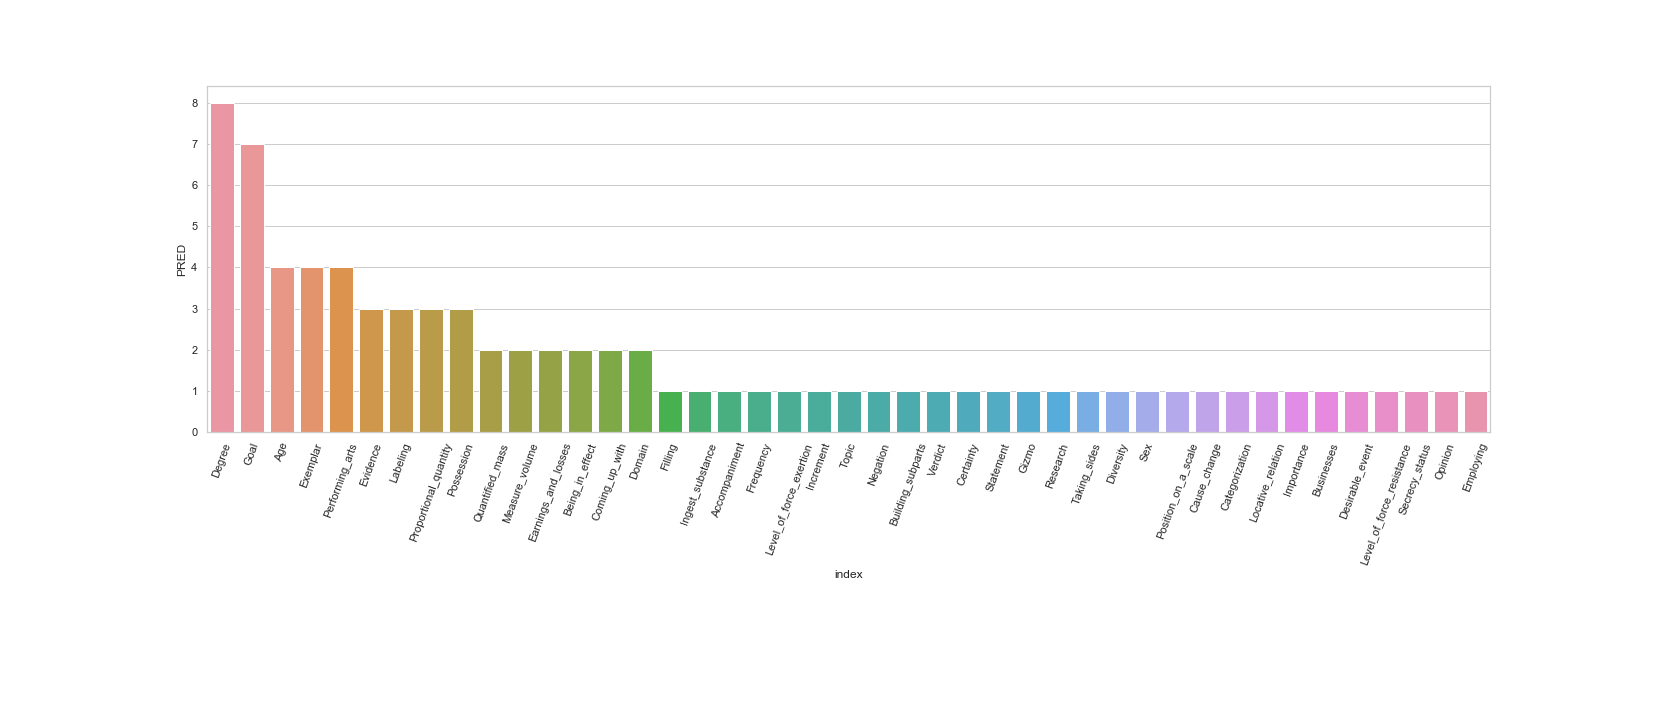 PRED
8
7
6
5
4
3
2
1
0
Degree
Goal
Age
Exemplar
Performing_arts
Evidence
Labeling
Proportional_quantity
Possession
Quantified_mass
Measure_volume
Earnings_and_losses
Being_in_effect
Coming_up_with
Domain
Filling
Ingest_substance
Accompaniment
Frequency
Level_of_force_exertion
Increment
Topic
Negation
Building_subparts
Verdict
Certainty
Statement
Gizmo
Research
Taking_sides
Diversity
Sex
Position_on_a_scale
Cause_change
Categorization
Locative_relation
Importance
Businesses
Desirable_event
Level_of_force_resistance
Secrecy_status
Opinion
Employing
index